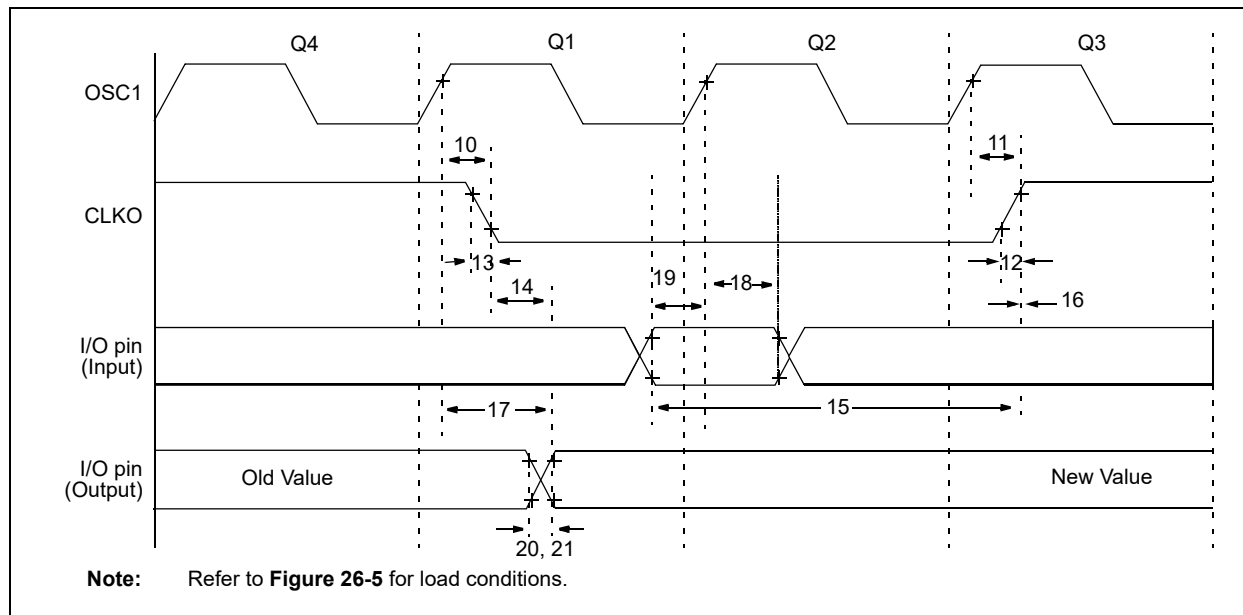 Q4 Q1 Q2 Q3
OSC1
10 11
CLKO
13 12
14 19 18 16
I/O pin
(Input)
17 15
I/O pin
(Output)
Old Value New Value
20, 21
Note: Refer to Figure 26-5 for load conditions.